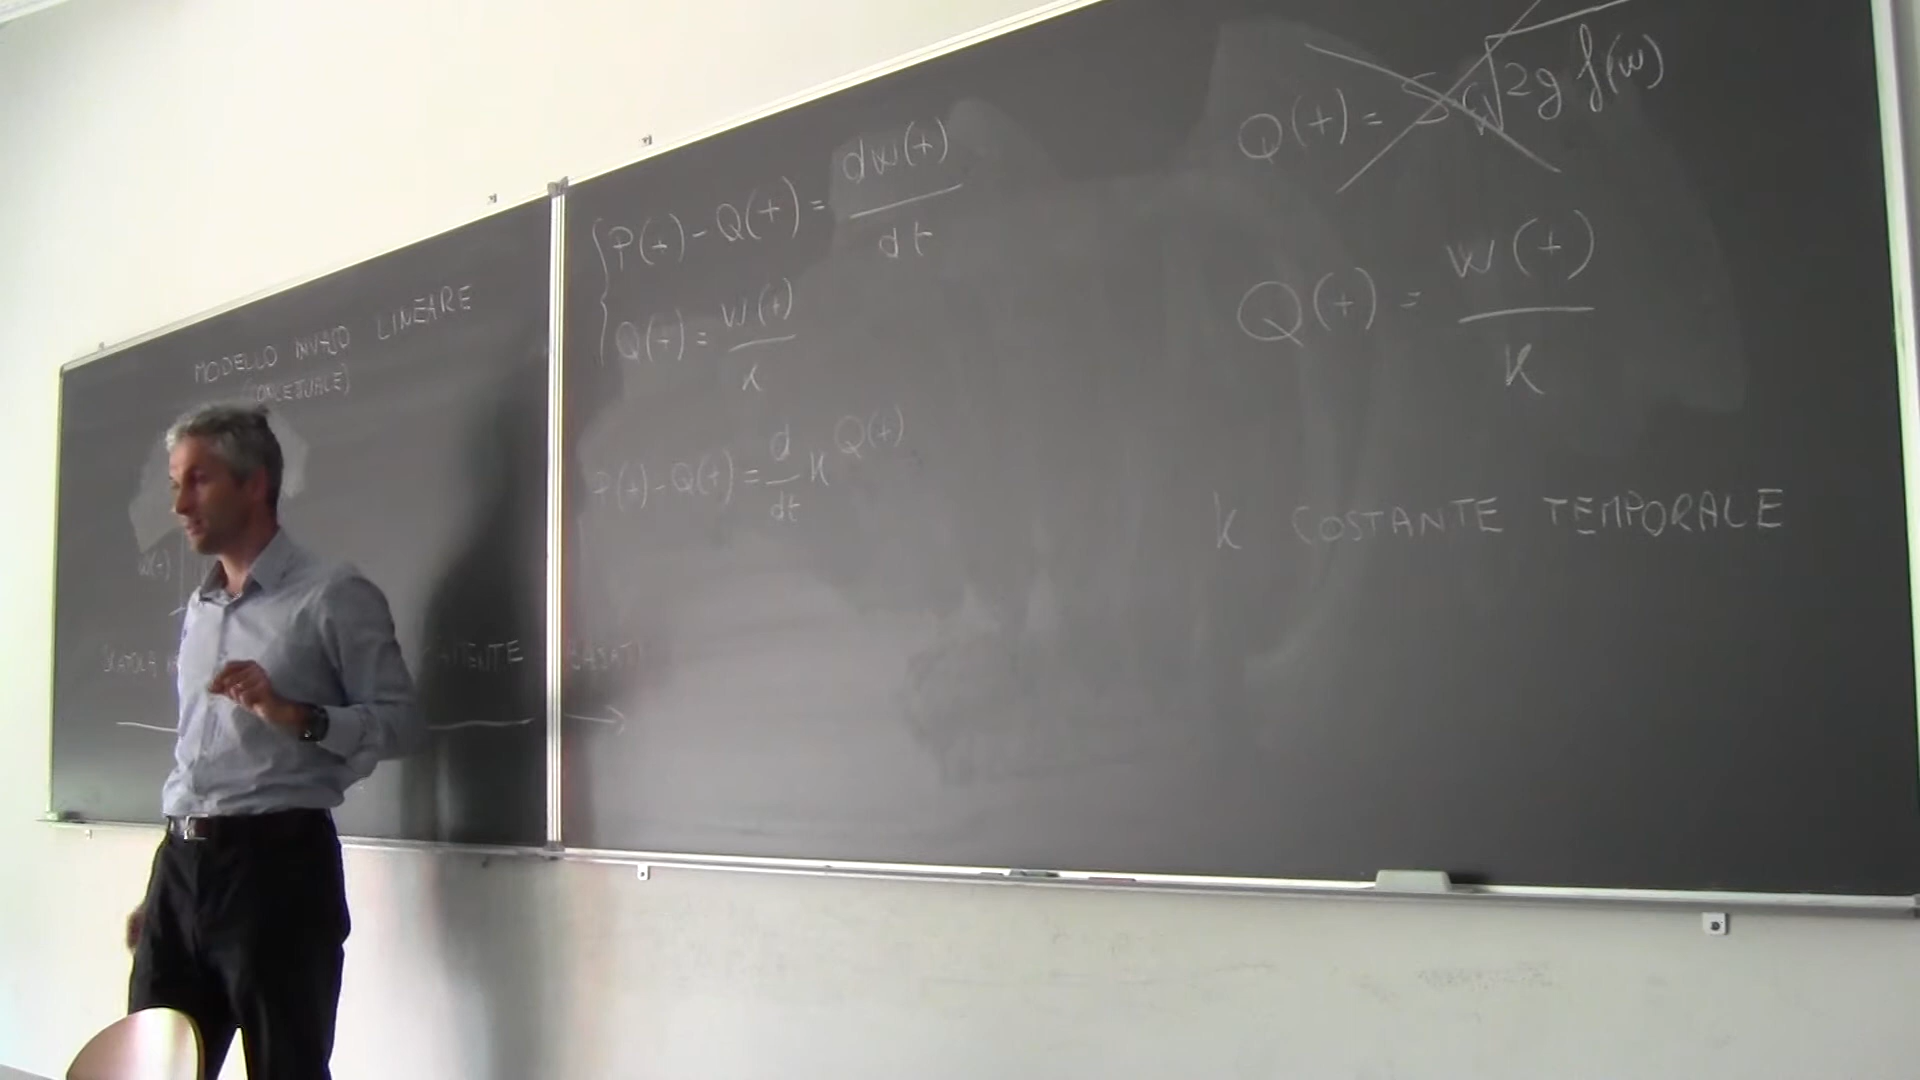 MODELLO INVASO LINEARE
(CONCETTUALE)
W(t)
P(t) - Q(t) = dW(t)
dt
Q(t) = W(t)
K
P(t) - Q(t) = d K Q(t)
dt
Q(t) = S √2g f(W)
Q(t) = W(t)
K
K COSTANTE TEMPORALE